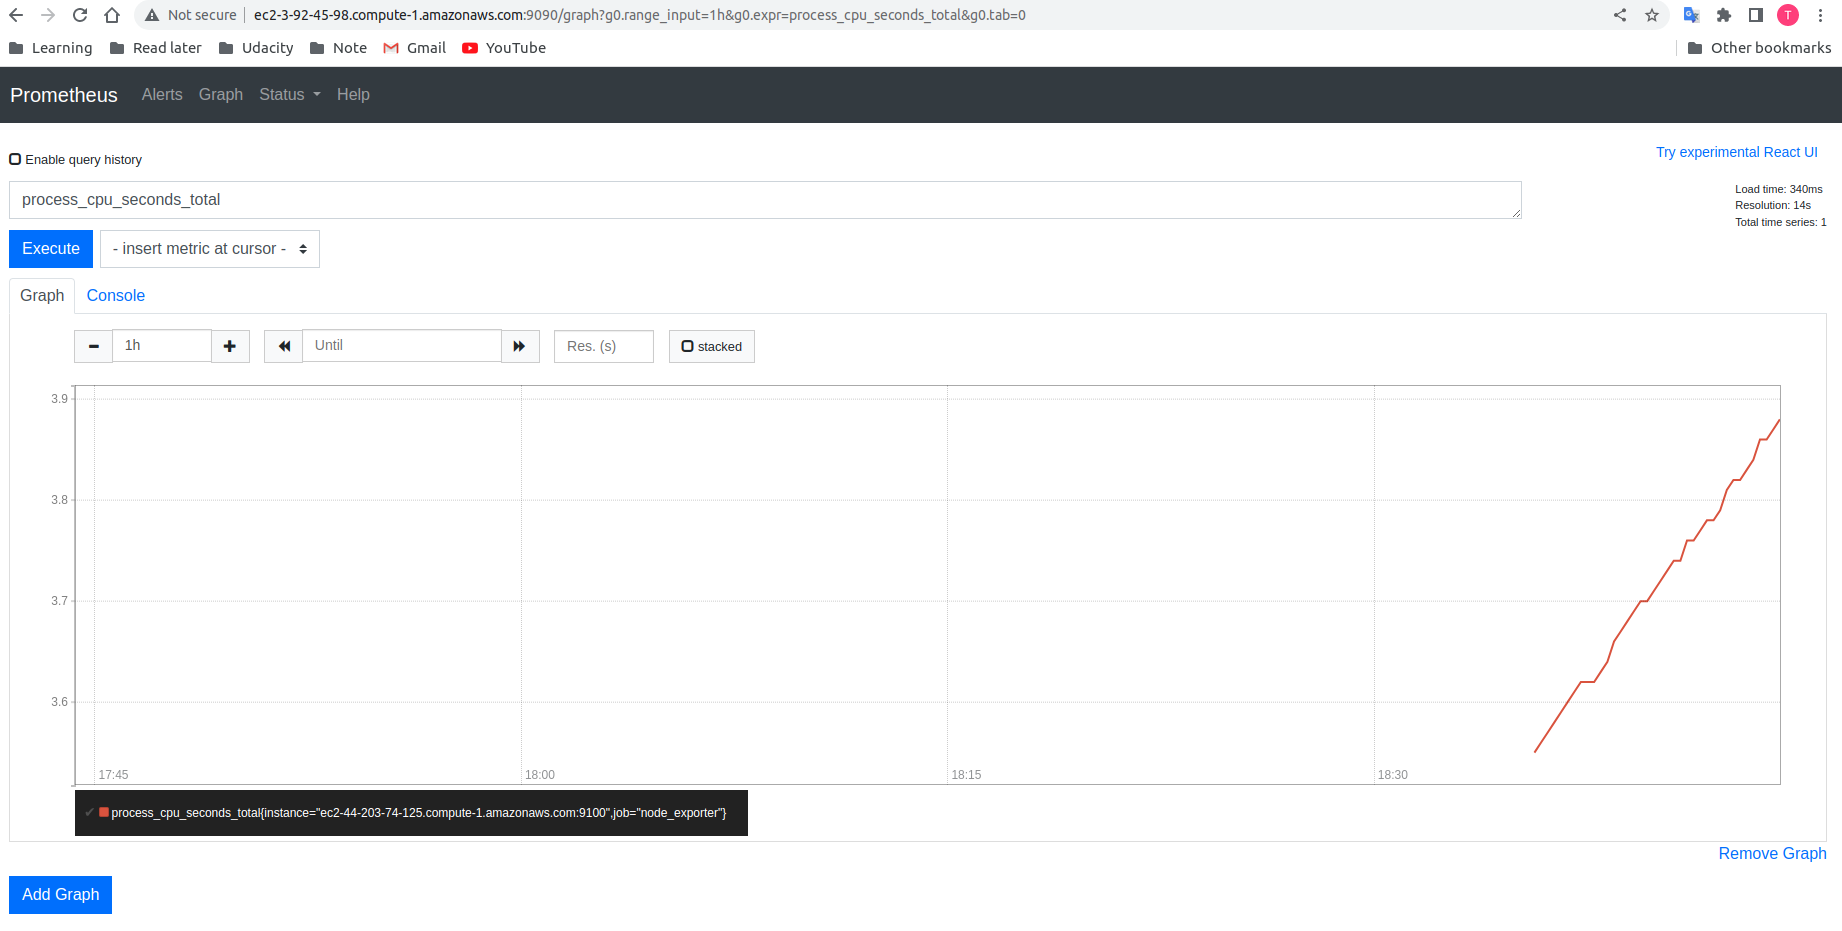 Not secure | ec2-3-92-45-98.compute-1.amazonaws.com:9090/graph?g0.range_input=1h&g0.expr=process_cpu_seconds_total&g0.tab=0 T
Learning Read later Udacity Note Gmail YouTube Other bookmarks
Prometheus Alerts Graph Status Help
Enable query history Try experimental React UI
process_cpu_seconds_total
Load time: 340ms
Resolution: 14s
Total time series: 1
Execute - insert metric at cursor -
Graph Console
1h Until Res. (s) stacked
3.9
3.8
3.7
3.6
17:45 18:00 18:15 18:30
process_cpu_seconds_total{instance="ec2-44-203-74-125.compute-1.amazonaws.com:9100",job="node_exporter"}
Remove Graph
Add Graph